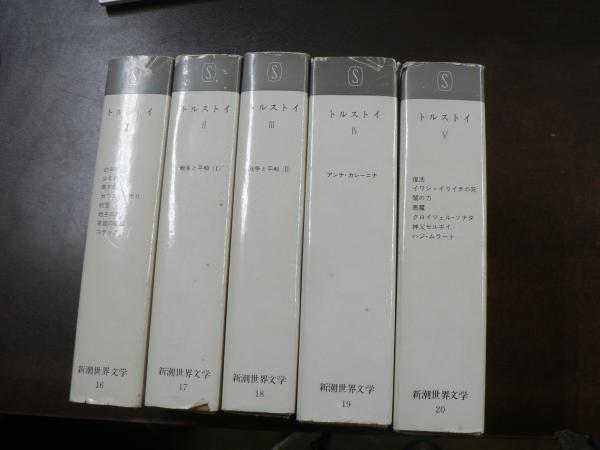 S
トルストイ
I
吹雪
新潮世界文学
16
S
トルストイ
II
戦争と平和(I)
新潮世界文学
17
S
トルストイ
III
戦争と平和(II)
新潮世界文学
18
S
トルストイ
IV
アンナ・カレーニナ
新潮世界文学
19
S
トルストイ
V
復活
イワン・イリイチの死
闇の力
悪魔
クロイツェル・ソナタ
神父セルギイ
ハジ・ムラート
新潮世界文学
20